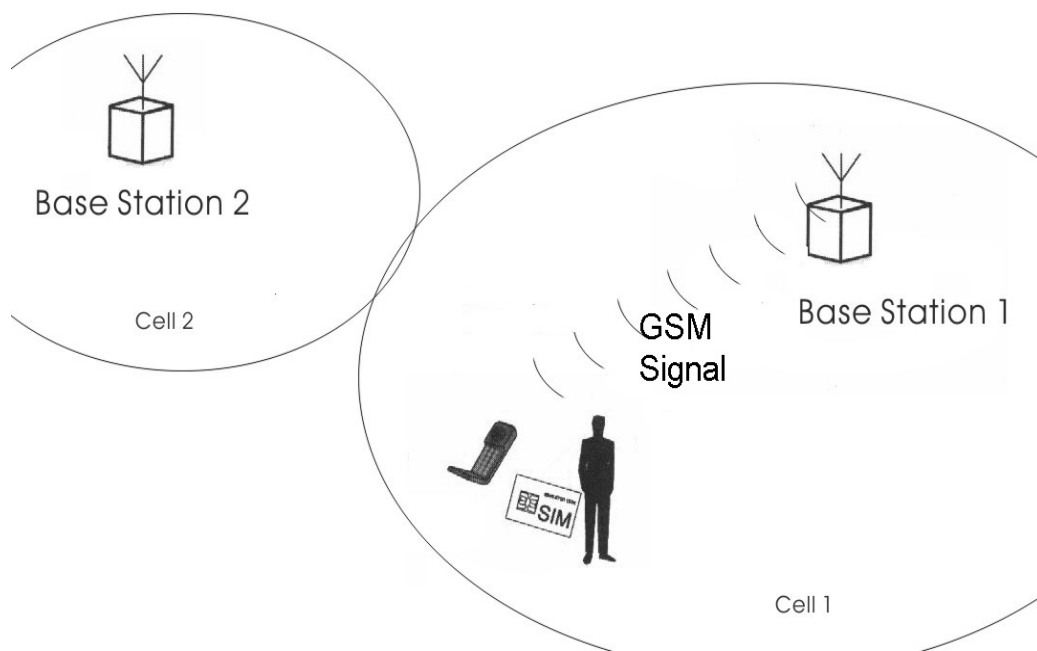 Base Station 2
Cell 2
Base Station 1
GSM
Signal
SIM
Cell 1